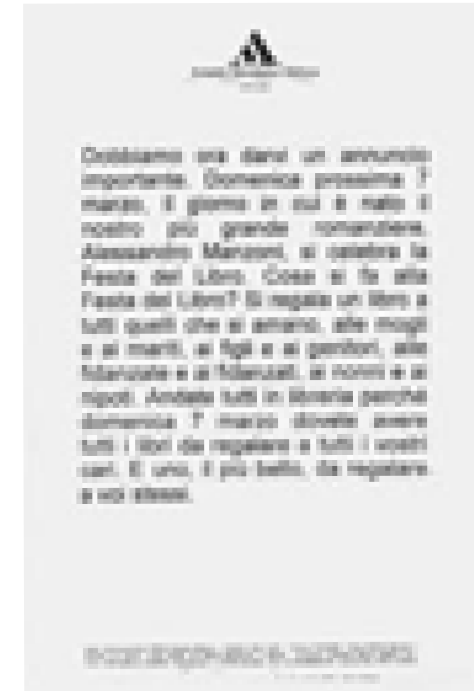 Dobbiamo ora darvi un annuncio
importante. Domenica prossima 7
marzo, il giorno in cui è nato il
nostro più grande romanziere,
Alessandro Manzoni, si celebra la
Festa del Libro. Cosa si fa alla
Festa del Libro? Si regala un libro a
tutti quelli che si amano, alle mogli
e ai mariti, ai figli e ai genitori, alle
fidanzate e ai fidanzati, ai nonni e ai
nipoti. Andate tutti in libreria perché
domenica 7 marzo dovete avere
tutti i libri da regalare a tutti i vostri
cari. E uno, il più bello, da regalare
a voi stessi.